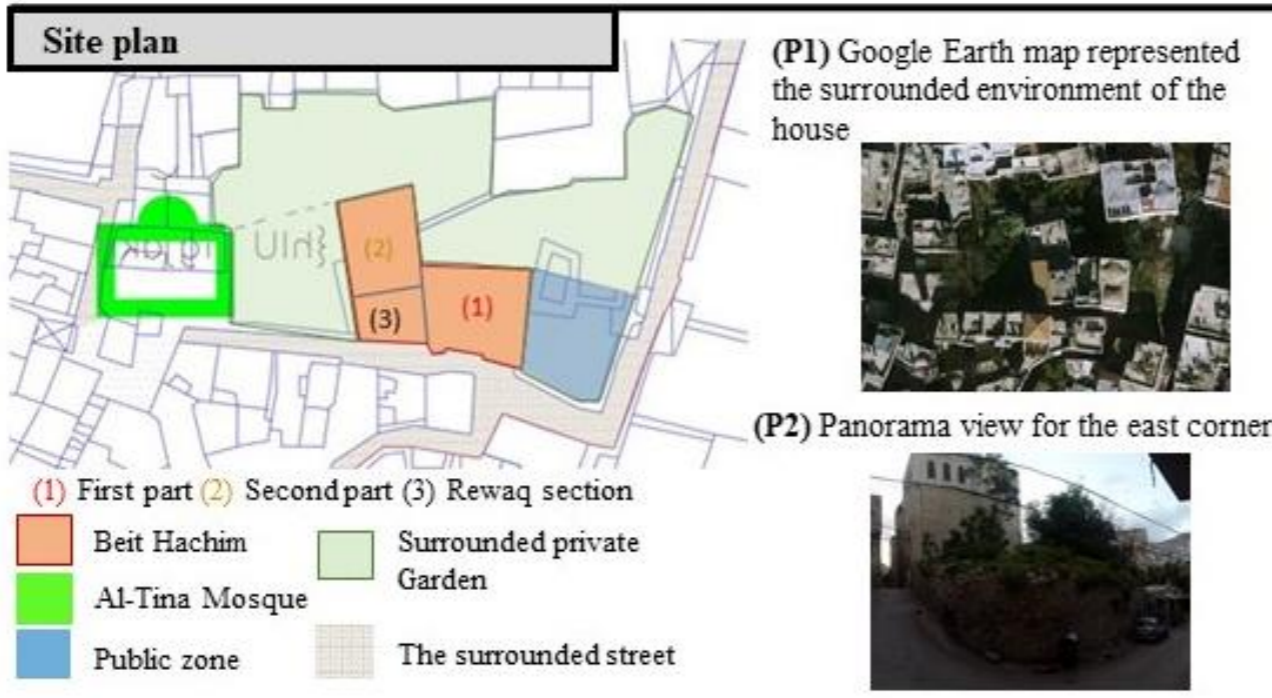 Site plan
(P1) Google Earth map represented
the surrounded environment of the
house
(2)
(3)
(1)
(P2) Panorama view for the east corner
(1) First part (2) Second part (3) Rewaq section
Beit Hachim
Surrounded private
Garden
Al-Tina Mosque
Public zone
The surrounded street